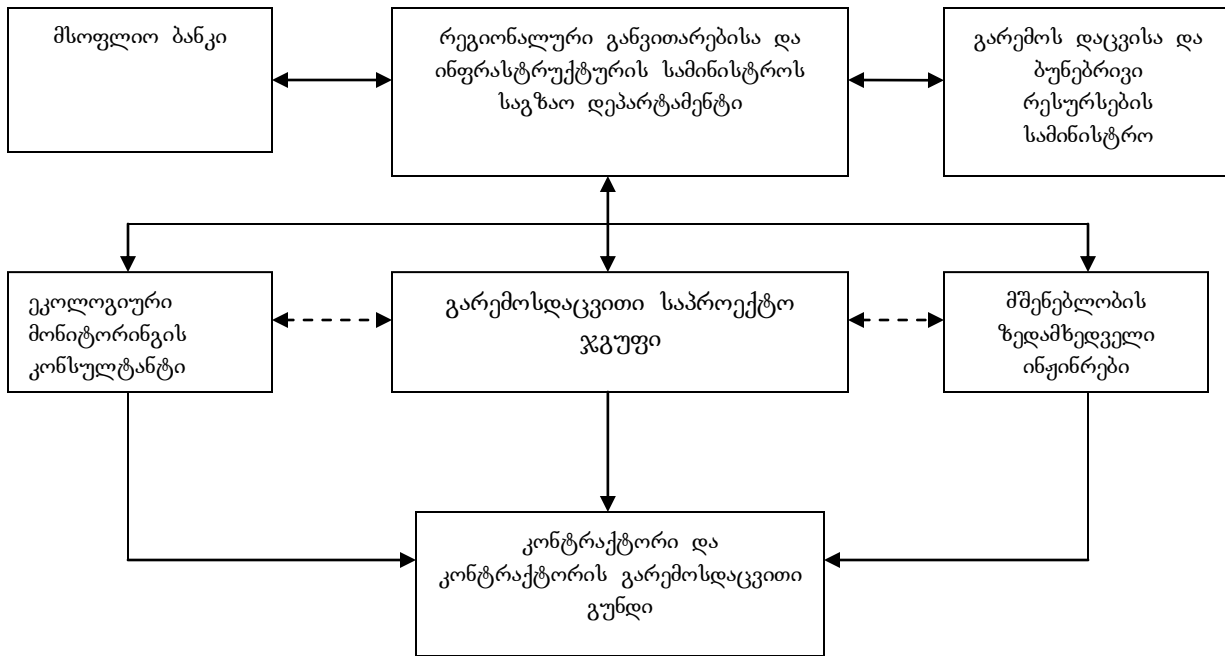 მსოფლიო ბანკი
რეგიონალური განვითარებისა და
ინფრასტრუქტურის სამინისტროს
საგზაო დეპარტამენტი
გარემოს დაცვისა და
ბუნებრივი
რესურსების
სამინისტრო
ეკოლოგიური
მონიტორინგის
კონსულტანტი
გარემოსდაცვითი საპროექტო
ჯგუფი
მშენებლობის
ზედამხედველი
ინჟინრები
კონტრაქტორი და
კონტრაქტორის გარემოსდაცვითი
გუნდი